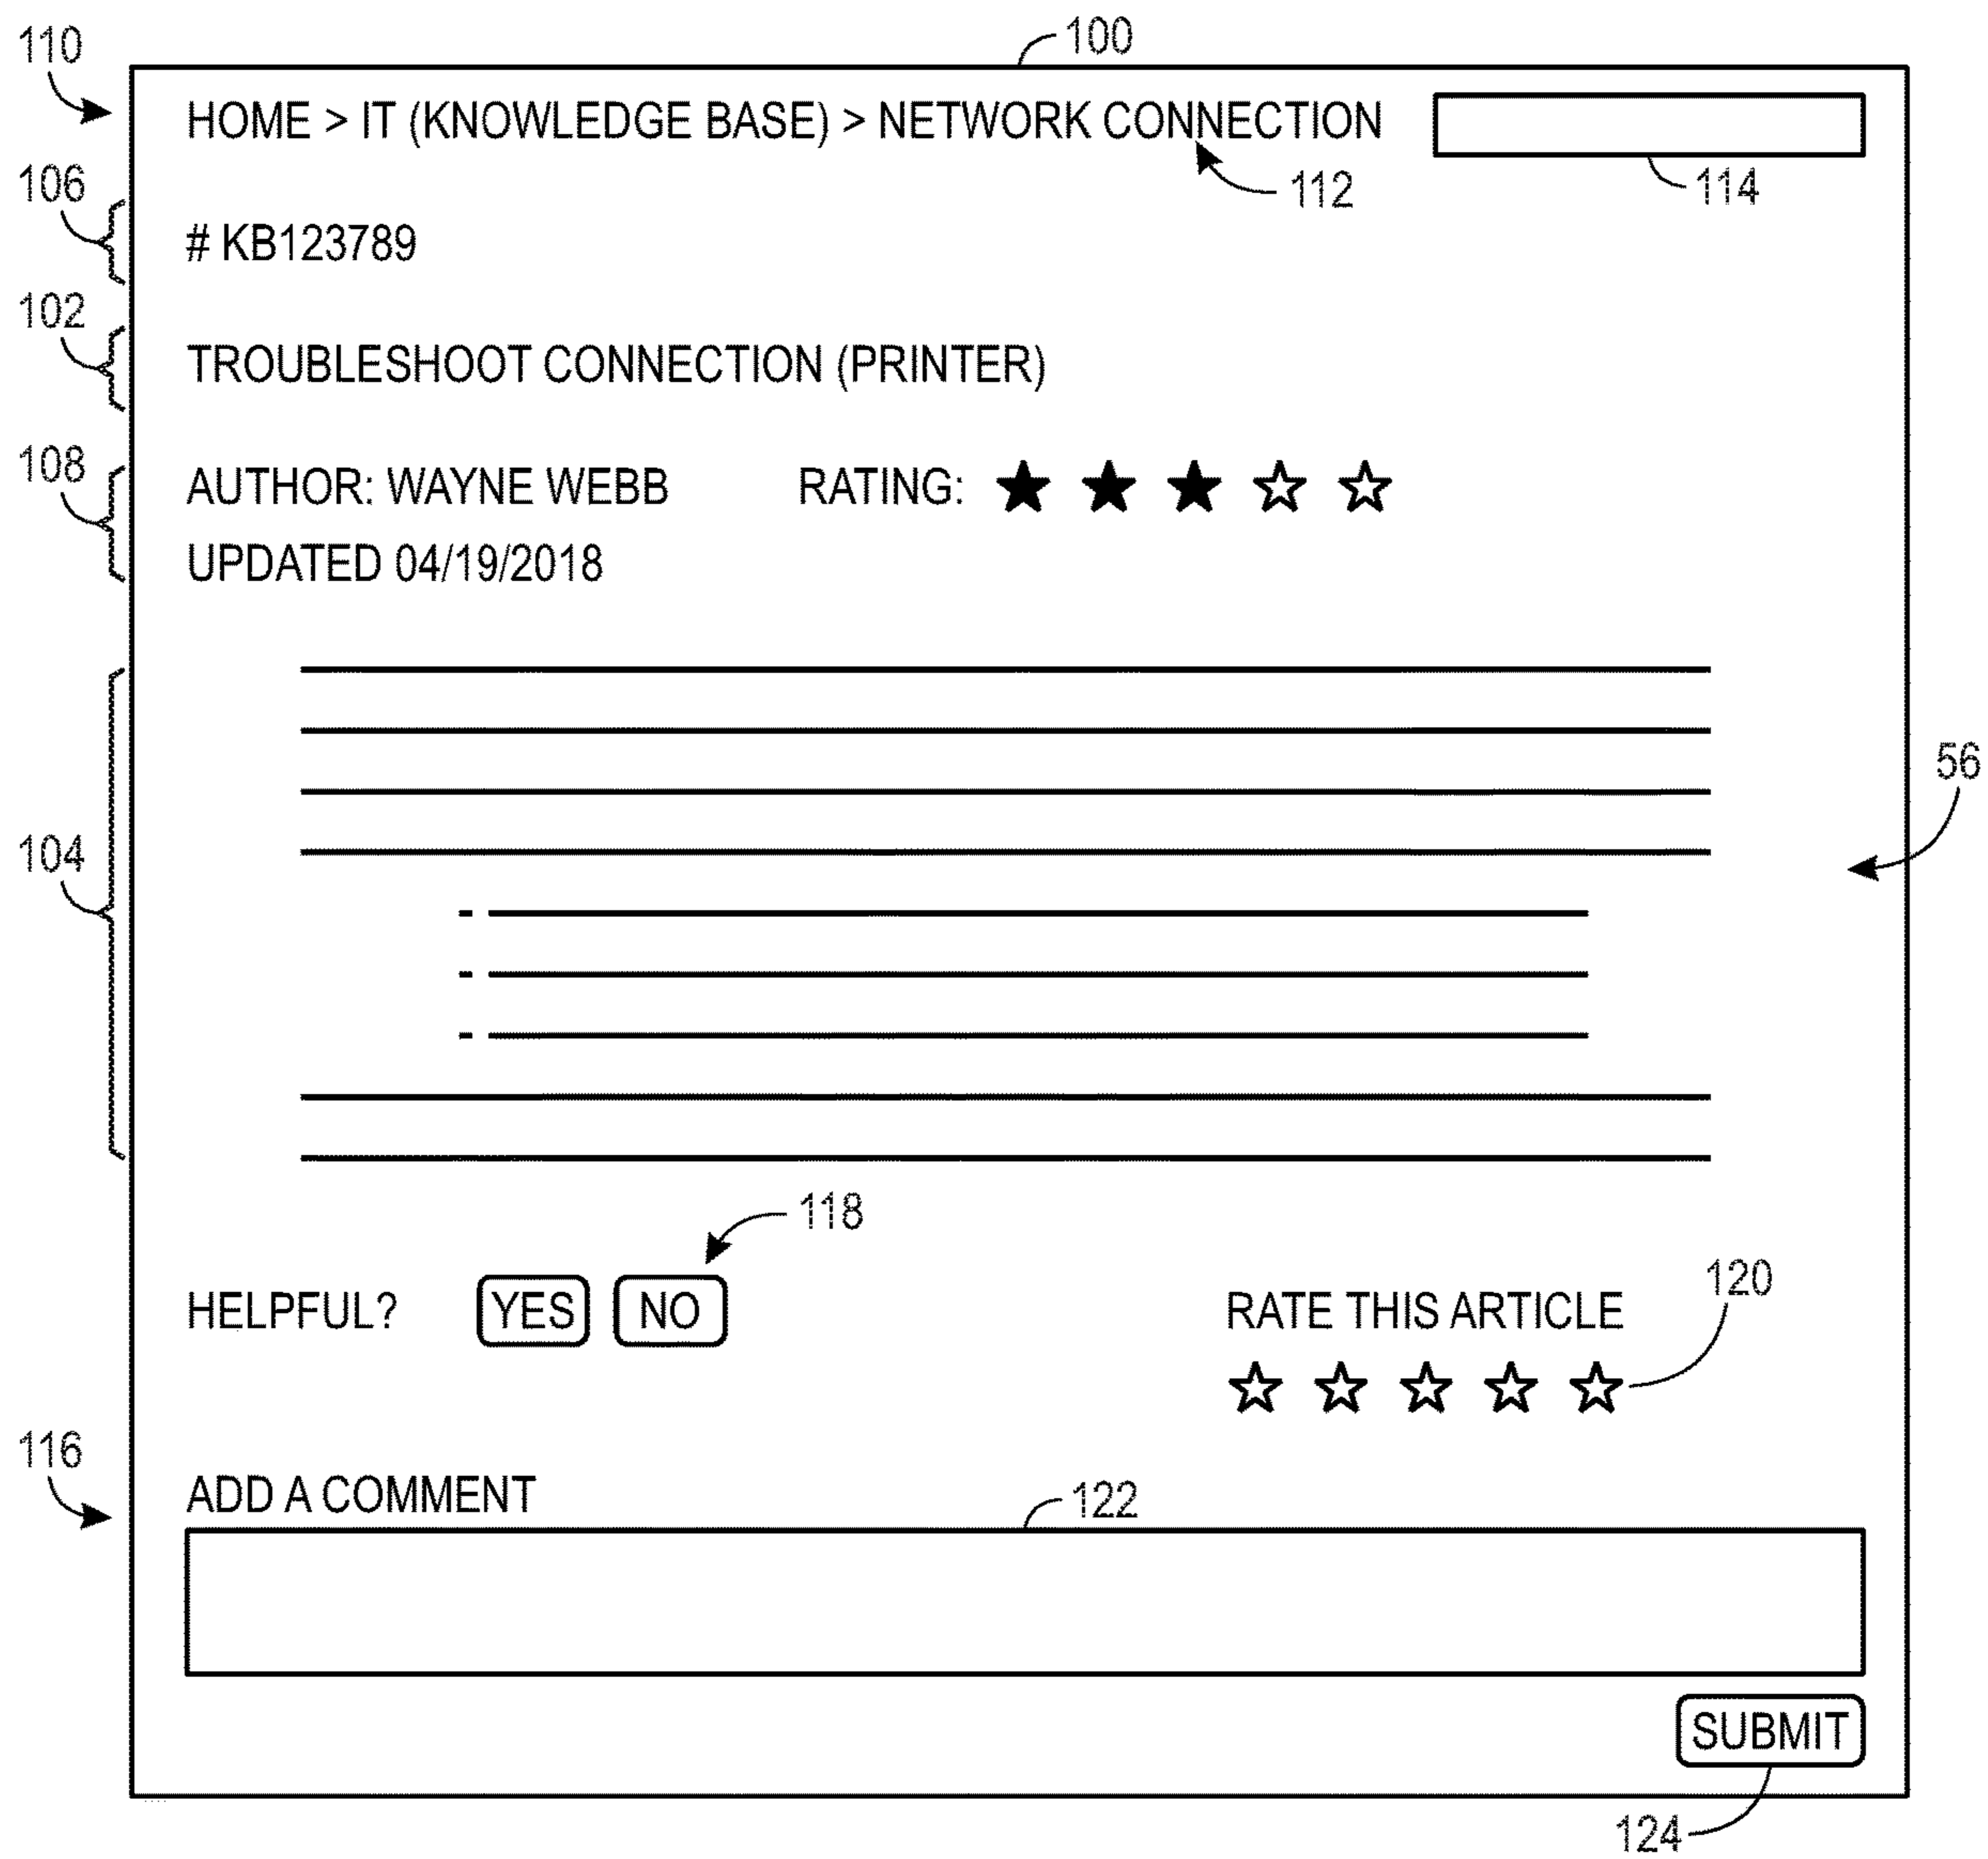 100
110
HOME > IT (KNOWLEDGE BASE) > NETWORK CONNECTION
112
114
106
# KB123789
102
TROUBLESHOOT CONNECTION (PRINTER)
108
AUTHOR: WAYNE WEBB RATING:
UPDATED 04/19/2018
56
104
118
HELPFUL? YES NO
RATE THIS ARTICLE
120
116
ADD A COMMENT
122
SUBMIT
124